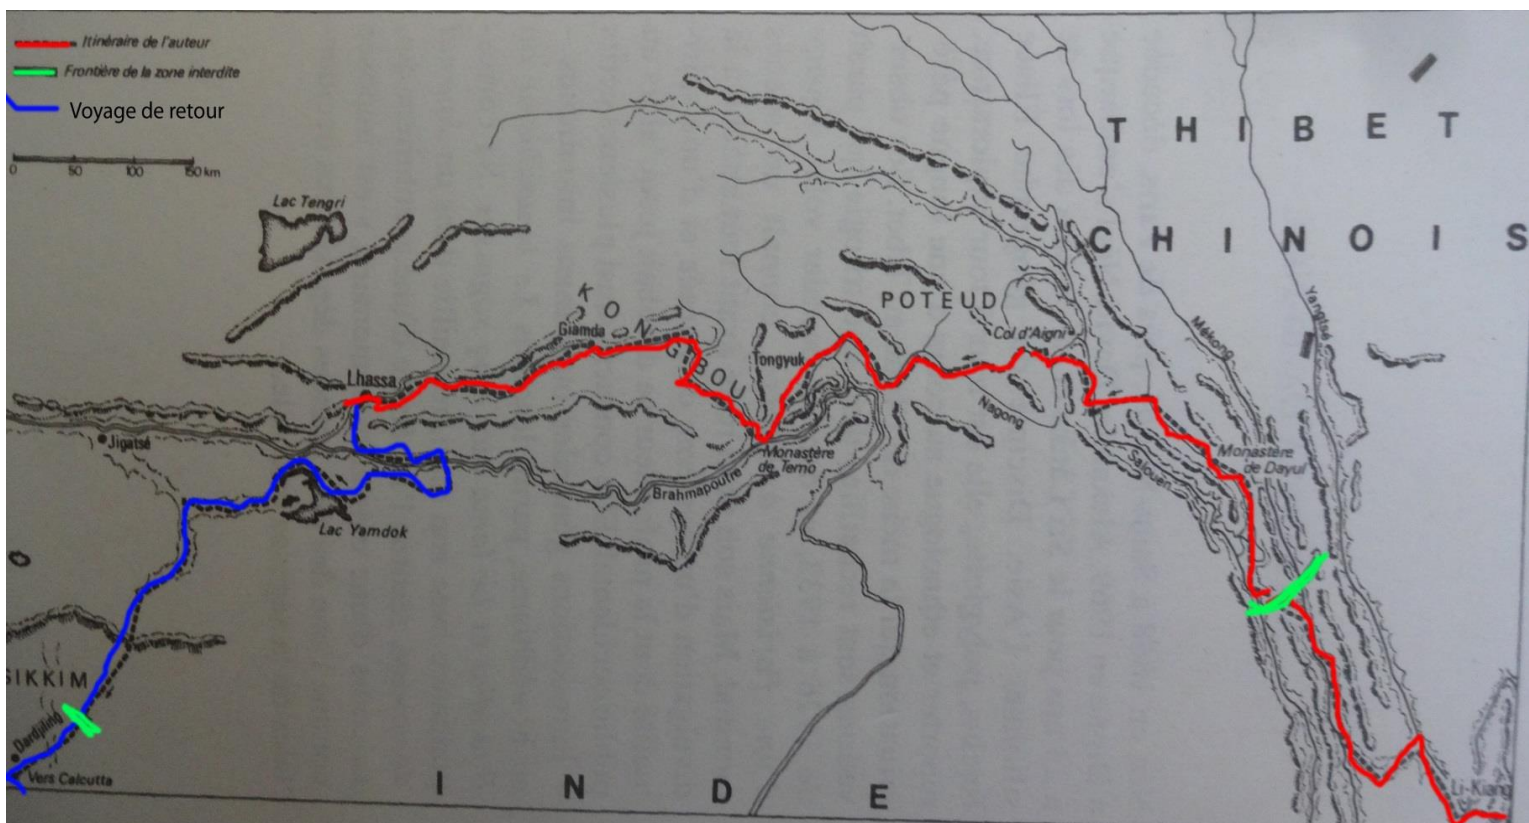 Itinéraire de l'auteur
Frontière de la zone interdite
Voyage de retour
0 50 100 150 km
THIBET
CHINOIS
Lac Tengri
KONGBOU
Giamda
POTEUD
Col d'Aigni
Yangtsé
Mékong
Lhassa
Tongyuk
Nagong
Jigatsé
Monastère
de Temo
Monastère
de Dayul
Salouen
Brahmapoutre
Lac Yamdok
SIKKIM
Dardjiling
Vers Calcutta
INDE
Li-Kiang